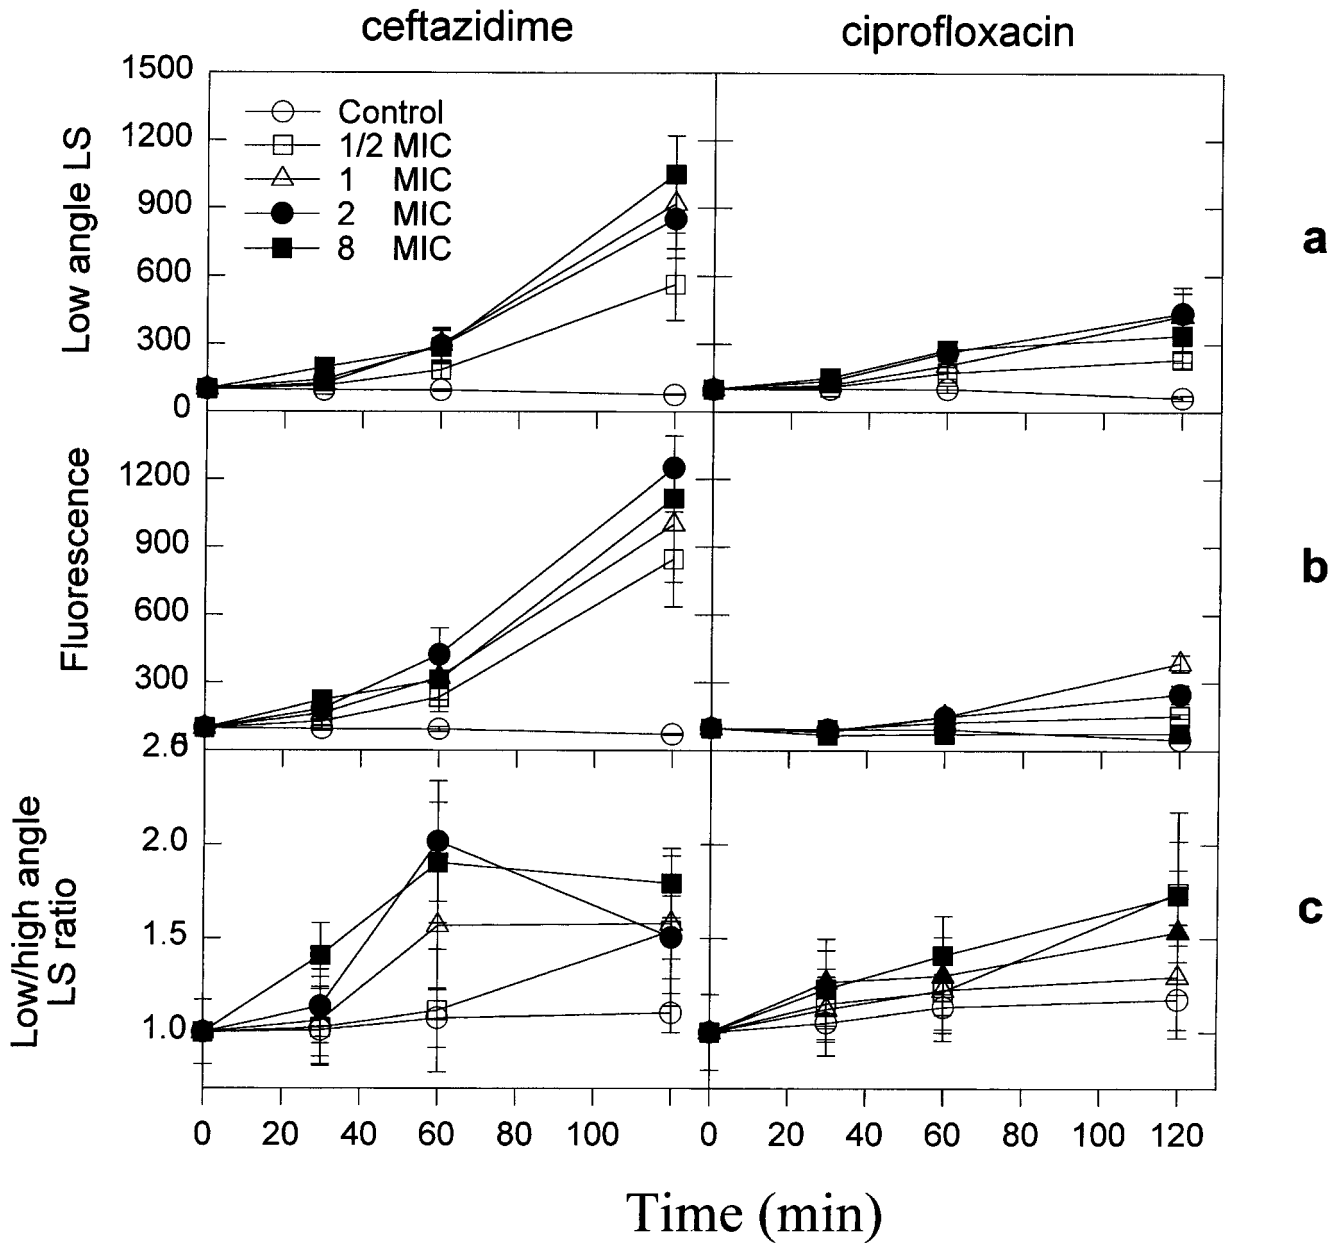 ceftazidime ciprofloxacin
1500
1200
900
600
300
0
Low angle LS
Control
1/2 MIC
1 MIC
2 MIC
8 MIC
a
1200
900
600
300
Fluorescence
b
2.0
1.5
1.0
Low/high angle
LS ratio
c
0 20 40 60 80 100 0 20 40 60 80 100 120
Time (min)